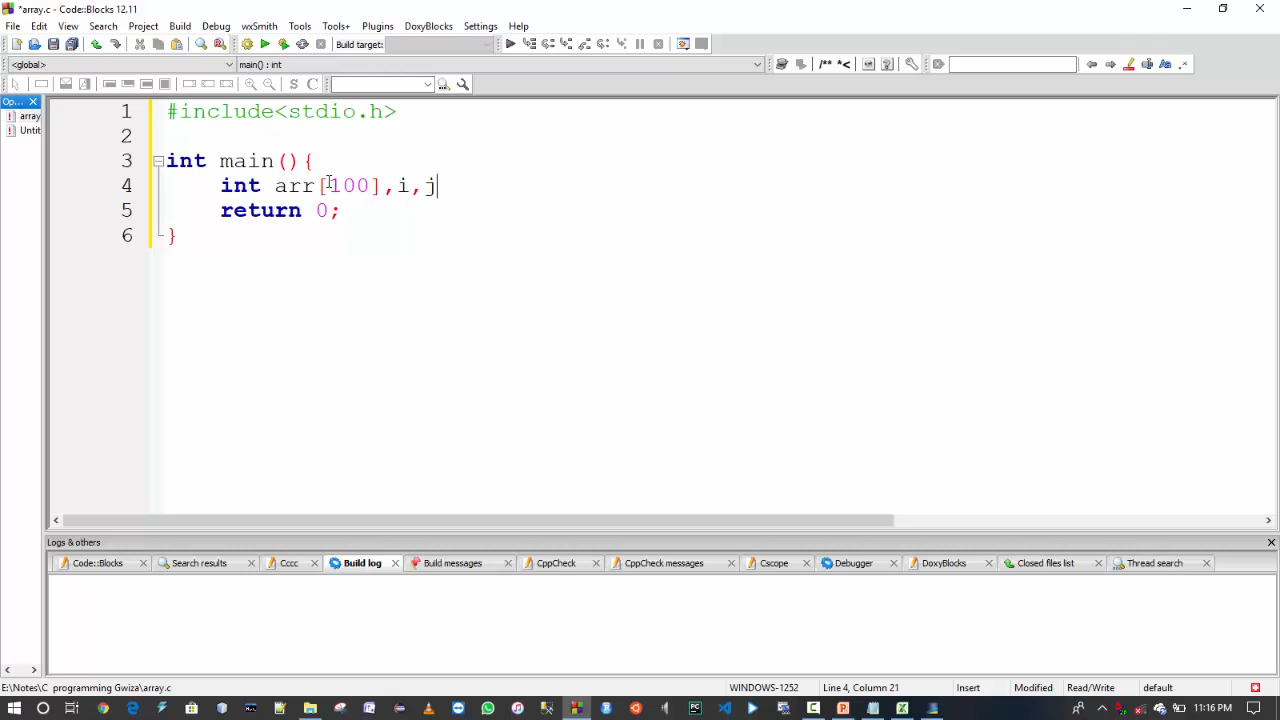 *array.c - Code::Blocks 12.11
File Edit View Search Project Build Debug wxSmith Tools Tools+ Plugins DoxyBlocks Settings Help
Build target:
<global> main() : int
/** *<
Op...
array
Untit
1 #include<stdio.h>
2
3 int main(){
4 int arr[100],i,j
5 return 0;
6 }
Logs & others
Code::Blocks Search results Cccc Build log Build messages CppCheck CppCheck messages Cscope Debugger DoxyBlocks Closed files list Thread search
E:\Notes\C programming Gwiza\array.c WINDOWS-1252 Line 4, Column 21 Insert Modified Read/Write default
11:16 PM